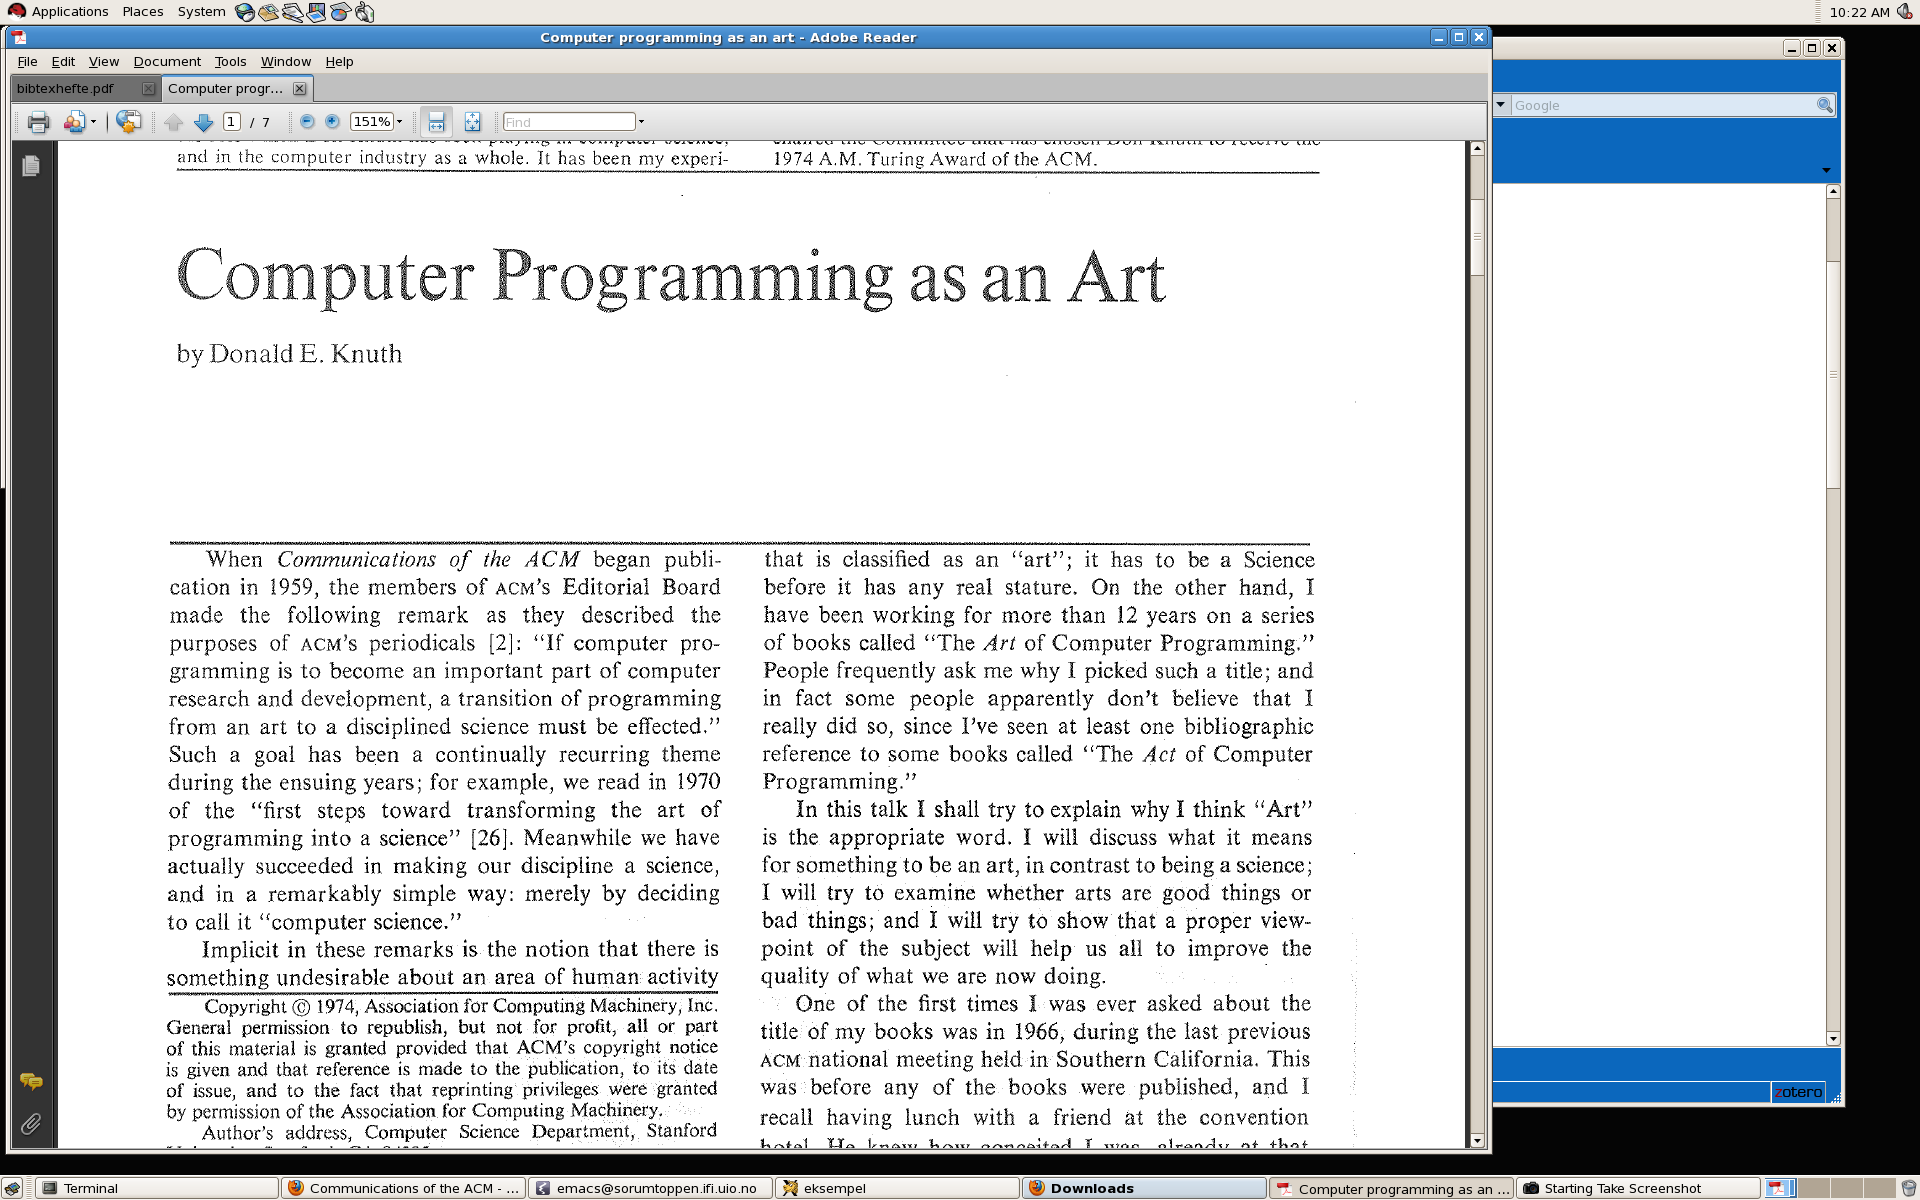 Applications Places System
10:22 AM
Computer programming as an art - Adobe Reader
File Edit View Document Tools Window Help
bibtexhefte.pdf
Computer progr...
1 / 7
151%
Find
Google
and in the computer industry as a whole. It has been my experi-
1974 A.M. Turing Award of the ACM.
Computer Programming as an Art
by Donald E. Knuth
When Communications of the ACM began publi-
cation in 1959, the members of ACM's Editorial Board
made the following remark as they described the
purposes of ACM's periodicals [2]: "If computer pro-
gramming is to become an important part of computer
research and development, a transition of programming
from an art to a disciplined science must be effected."
Such a goal has been a continually recurring theme
during the ensuing years; for example, we read in 1970
of the "first steps toward transforming the art of
programming into a science" [26]. Meanwhile we have
actually succeeded in making our discipline a science,
and in a remarkably simple way: merely by deciding
to call it "computer science."
Implicit in these remarks is the notion that there is
something undesirable about an area of human activity
Copyright © 1974, Association for Computing Machinery, Inc.
General permission to republish, but not for profit, all or part
of this material is granted provided that ACM's copyright notice
is given and that reference is made to the publication, to its date
of issue, and to the fact that reprinting privileges were granted
by permission of the Association for Computing Machinery.
Author's address, Computer Science Department, Stanford
that is classified as an "art"; it has to be a Science
before it has any real stature. On the other hand, I
have been working for more than 12 years on a series
of books called "The Art of Computer Programming."
People frequently ask me why I picked such a title; and
in fact some people apparently don't believe that I
really did so, since I've seen at least one bibliographic
reference to some books called "The Act of Computer
Programming."
In this talk I shall try to explain why I think "Art"
is the appropriate word. I will discuss what it means
for something to be an art, in contrast to being a science;
I will try to examine whether arts are good things or
bad things; and I will try to show that a proper view-
point of the subject will help us all to improve the
quality of what we are now doing.
One of the first times I was ever asked about the
title of my books was in 1966, during the last previous
ACM national meeting held in Southern California. This
was before any of the books were published, and I
recall having lunch with a friend at the convention
hotel. He knew how conceited I was, already at that
zotero
Terminal
Communications of the ACM - ...
emacs@sorumtoppen.ifi.uio.no
eksempel
Downloads
Computer programming as an ...
Starting Take Screenshot